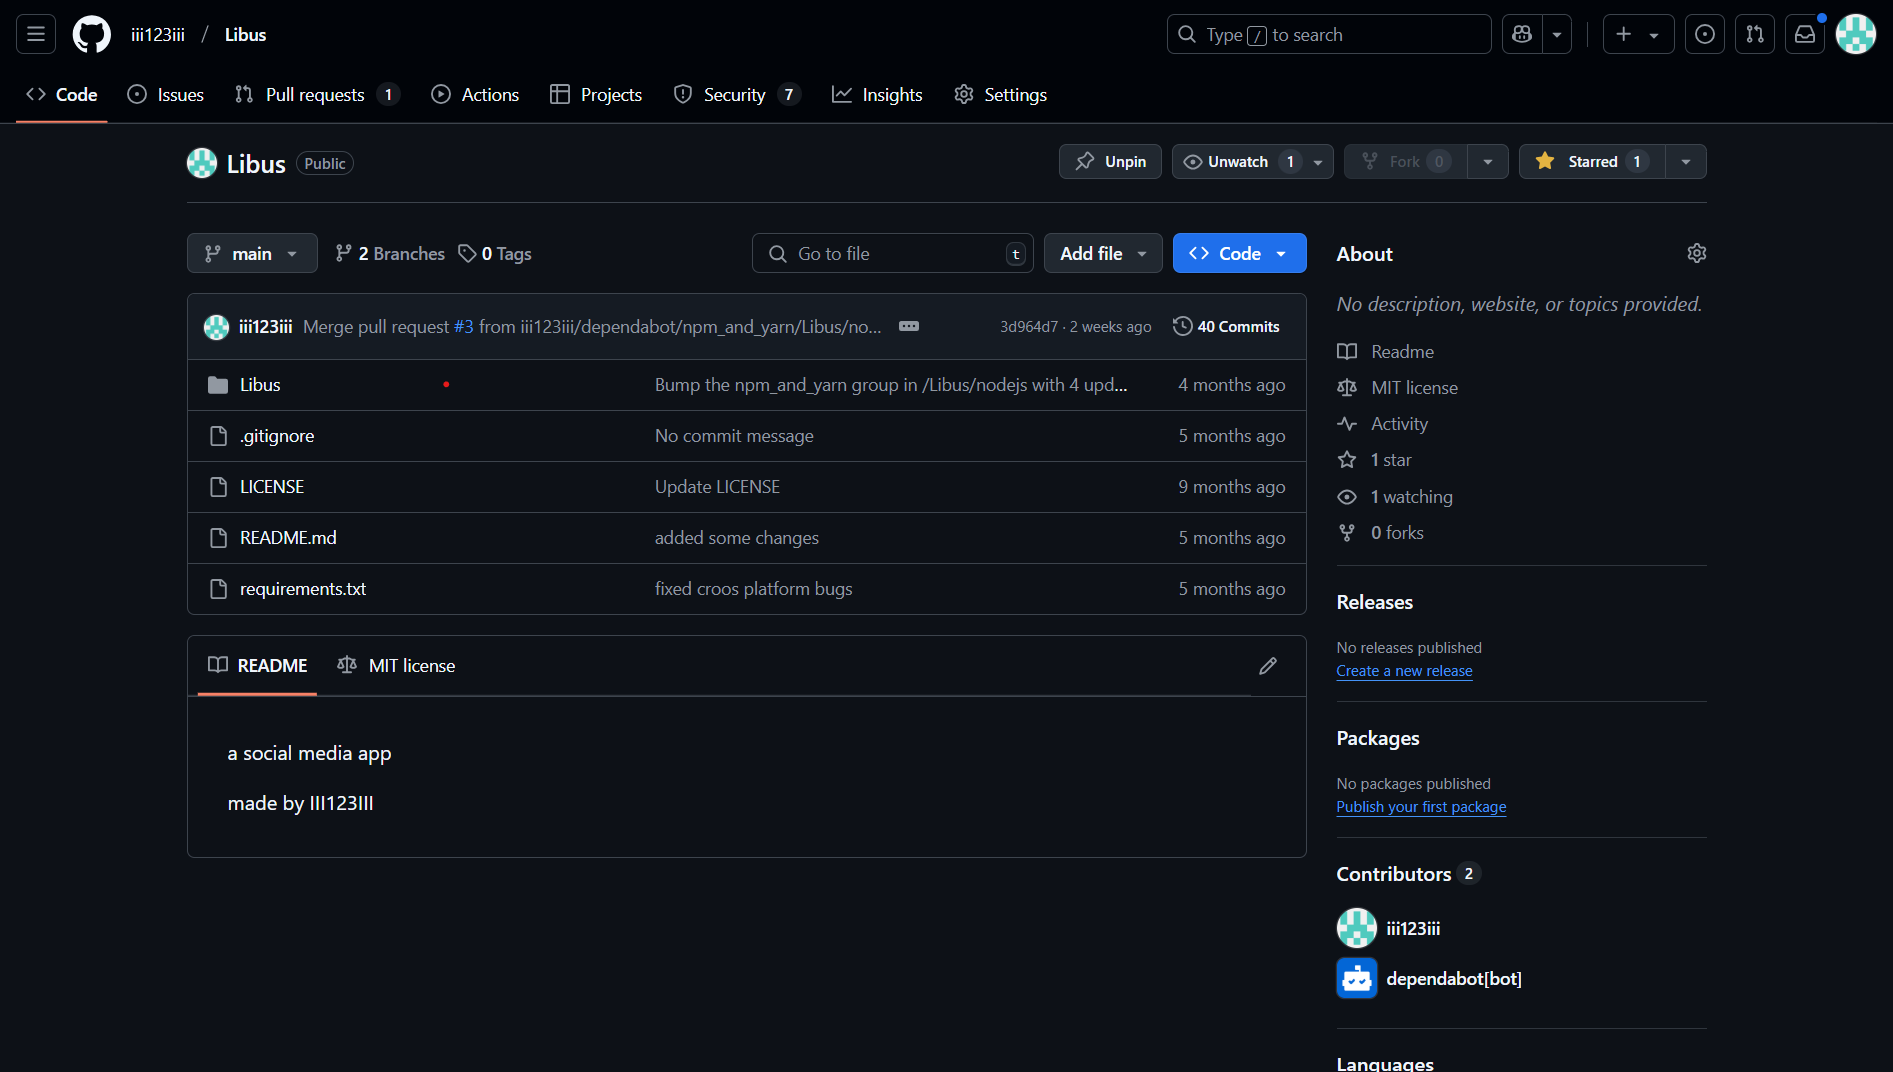 iii123iii / Libus
Type / to search
Code Issues Pull requests 1 Actions Projects Security 7 Insights Settings
Libus Public
Unpin Unwatch 1 Fork 0 Starred 1
main 2 Branches 0 Tags Go to file t Add file Code
iii123iii Merge pull request #3 from iii123iii/dependabot/npm_and_yarn/Libus/no... 3d964d7 · 2 weeks ago 40 Commits
Libus Bump the npm_and_yarn group in /Libus/nodejs with 4 upd... 4 months ago
.gitignore No commit message 5 months ago
LICENSE Update LICENSE 9 months ago
README.md added some changes 5 months ago
requirements.txt fixed croos platform bugs 5 months ago
README MIT license
a social media app
made by III123III
About
No description, website, or topics provided.
Readme
MIT license
Activity
1 star
1 watching
0 forks
Releases
No releases published
Create a new release
Packages
No packages published
Publish your first package
Contributors 2
iii123iii
dependabot[bot]
Languages